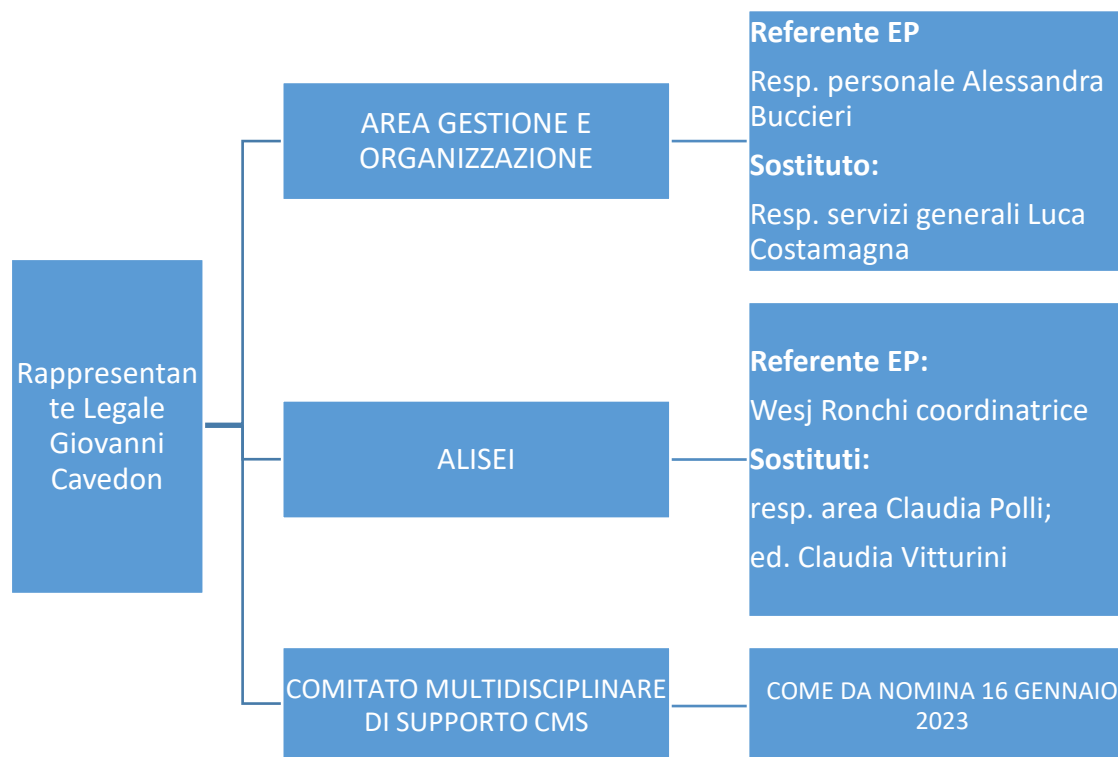 Rappresentan
te Legale
Giovanni
Cavedon
AREA GESTIONE E
ORGANIZZAZIONE
Referente EP
Resp. personale Alessandra
Buccieri
Sostituto:
Resp. servizi generali Luca
Costamagna
ALISEI
Referente EP:
Wesj Ronchi coordinatrice
Sostituti:
resp. area Claudia Polli;
ed. Claudia Vitturini
COMITATO MULTIDISCIPLINARE
DI SUPPORTO CMS
COME DA NOMINA 16 GENNAIO
2023